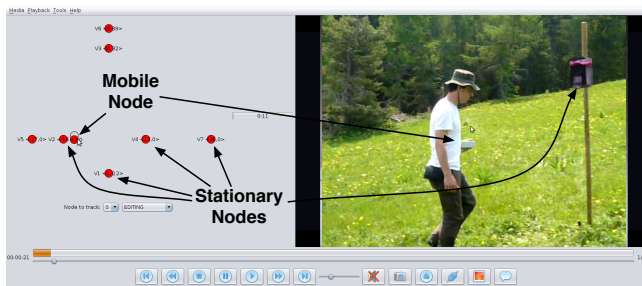 Media Playback Tools Help
V6
V3
Mobile
Node
0:11
V5
V2
V4
V7
V1
Stationary
Nodes
Node to track: 0 EDITING
00:00:21